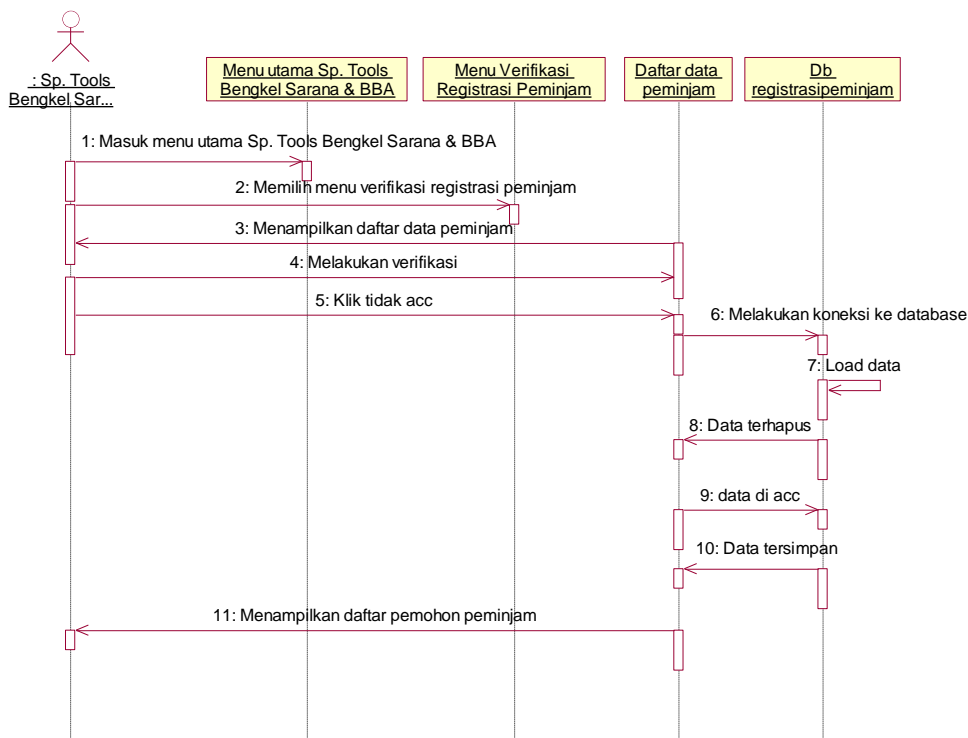 : Sp. Tools
Bengkel Sar...
Menu utama Sp. Tools
Bengkel Sarana & BBA
Menu Verifikasi
Registrasi Peminjam
Daftar data
peminjam
Db
registrasipeminjam
1: Masuk menu utama Sp. Tools Bengkel Sarana & BBA
2: Memilih menu verifikasi registrasi peminjam
3: Menampilkan daftar data peminjam
4: Melakukan verifikasi
5: Klik tidak acc
6: Melakukan koneksi ke database
7: Load data
8: Data terhapus
9: data di acc
10: Data tersimpan
11: Menampilkan daftar pemohon peminjam